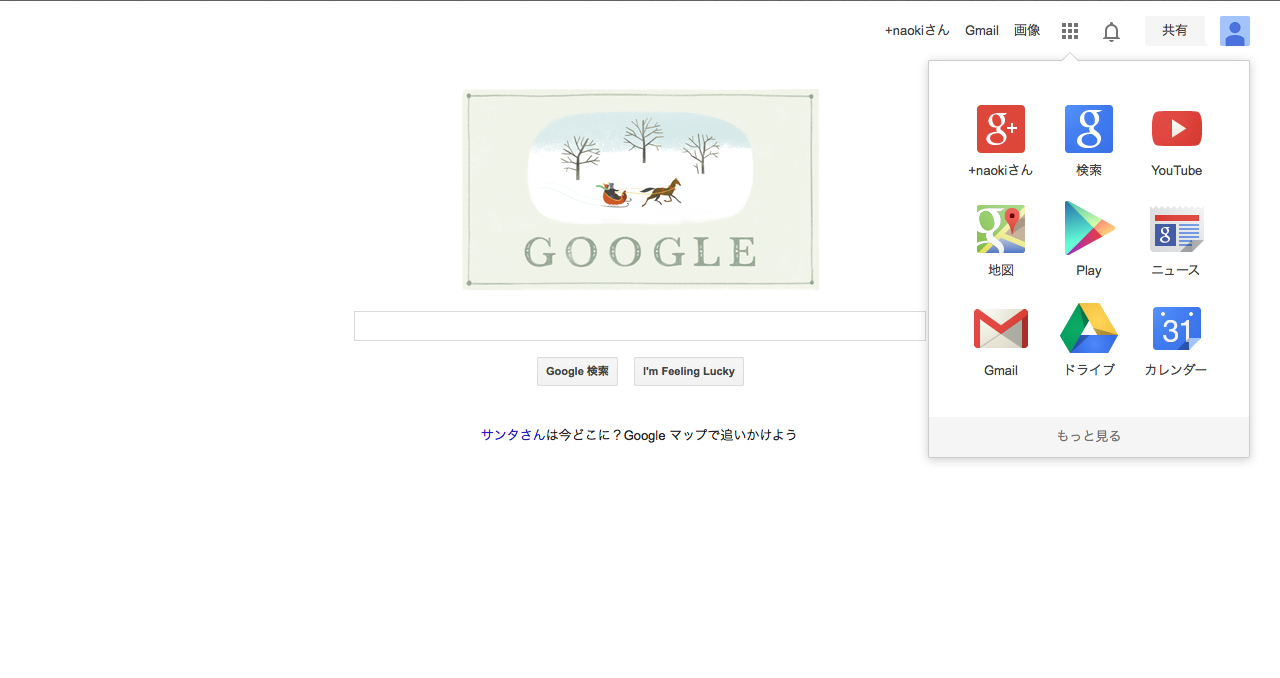 +naokiさん Gmail 画像 共有
+naokiさん 検索 YouTube
地図 Play ニュース
31
Gmail ドライブ カレンダー
もっと見る
GOOGLE
Google 検索 I'm Feeling Lucky
サンタさんは今どこに？Google マップで追いかけよう